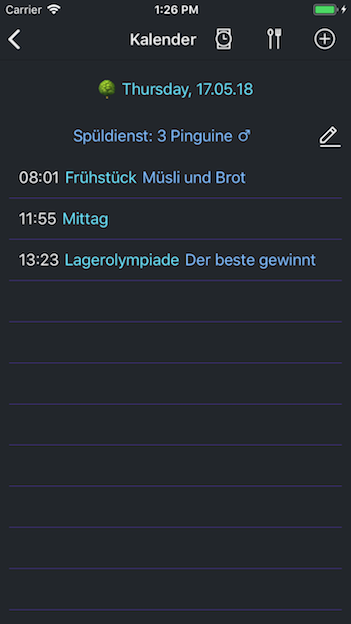 Carrier 1:26 PM
Kalender
Thursday, 17.05.18
Spüldienst: 3 Pinguine ♂
08:01 Frühstück Müsli und Brot
11:55 Mittag
13:23 Lagerolympiade Der beste gewinnt